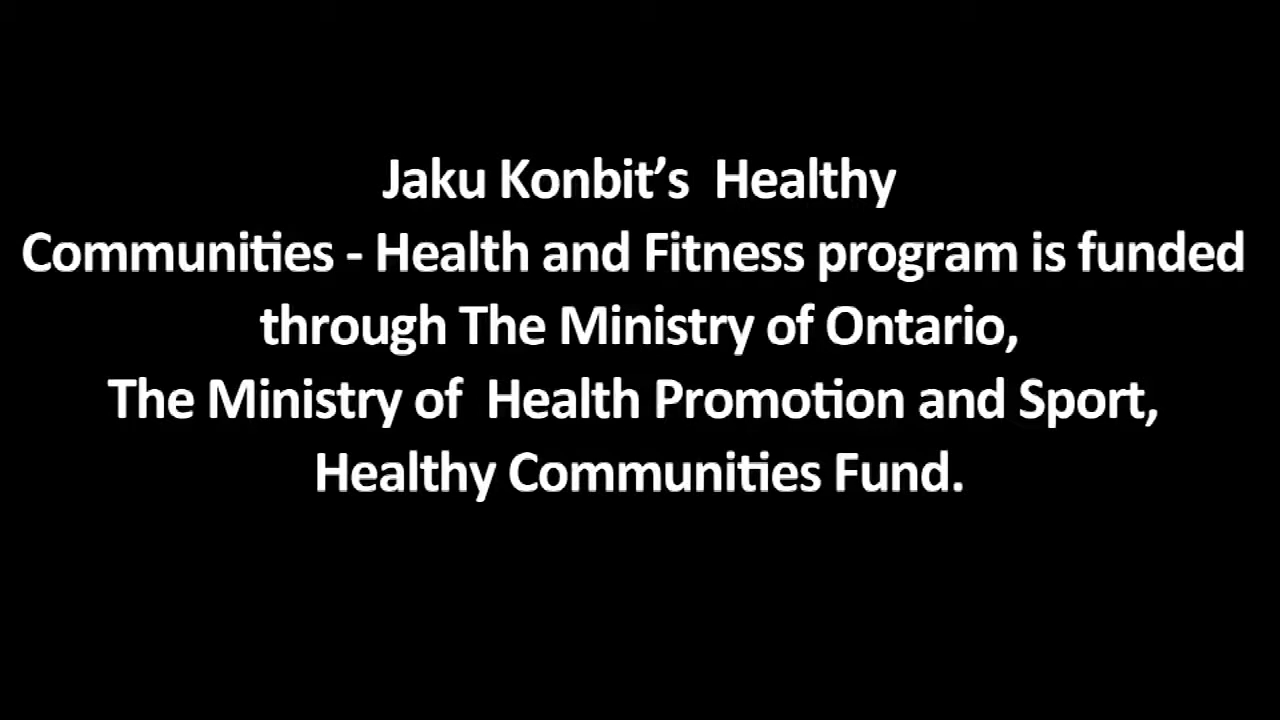 Jaku Konbit’s  Healthy
Communities - Health and Fitness program is funded
through The Ministry of Ontario,
The Ministry of  Health Promotion and Sport,
Healthy Communities Fund.